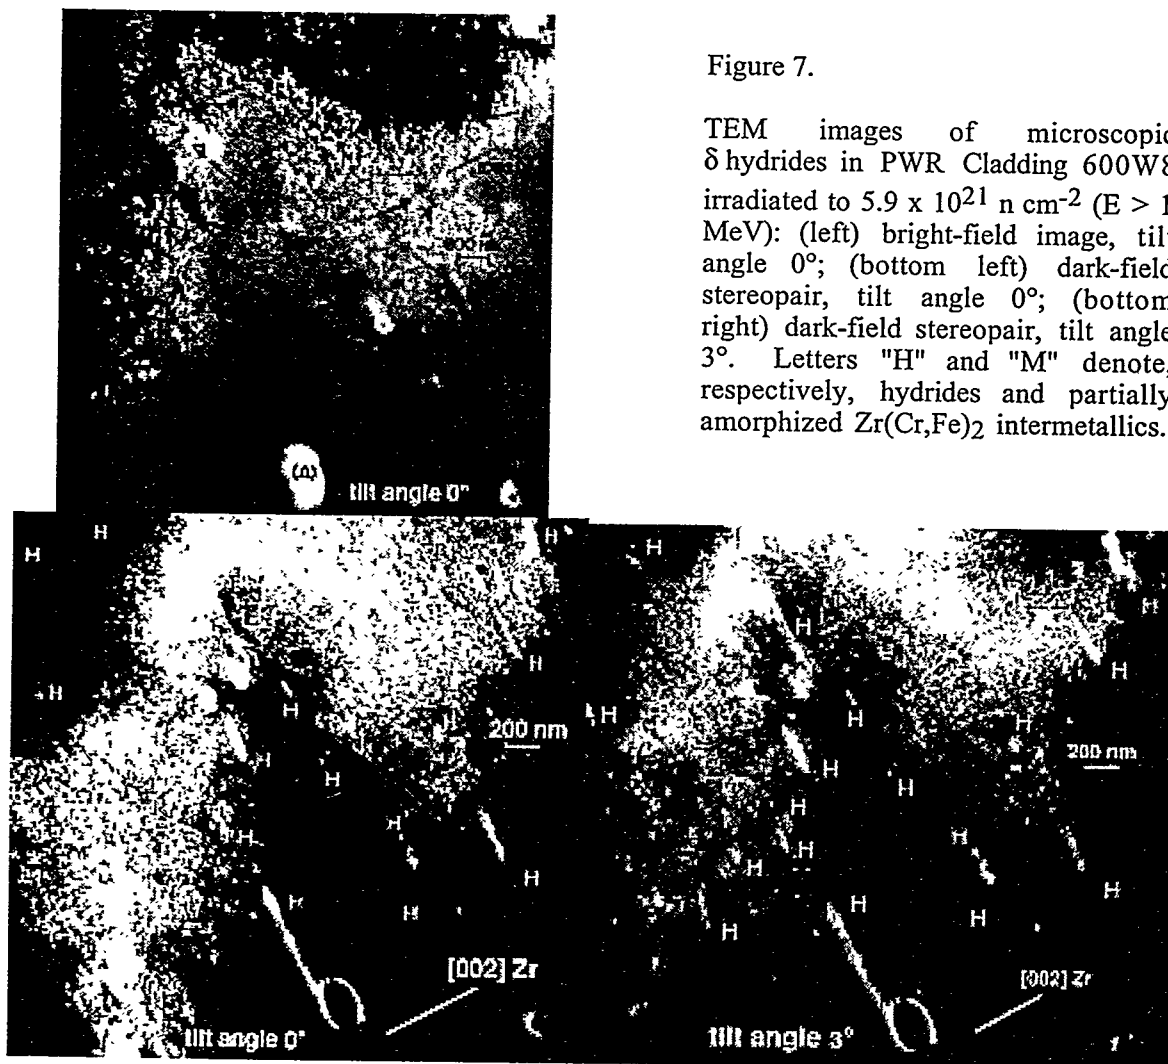 Figure 7.
TEM images of microscopic
δ hydrides in PWR Cladding 600W8
irradiated to 5.9 x 10²¹ n cm⁻² (E > 1
MeV): (left) bright-field image, tilt
angle 0°; (bottom left) dark-field
stereopair, tilt angle 0°; (bottom
right) dark-field stereopair, tilt angle
3°. Letters "H" and "M" denote,
respectively, hydrides and partially
amorphized Zr(Cr,Fe)₂ intermetallics.
tilt angle 0°
H
H
H
H
H
H
200 nm
H
H
H
H
H
H
H
H
[002] Zr
tilt angle 0°
H
H
H
H
H
H
H
200 nm
H
H
H
H
H
H
H
H
H
H
[002] Zr
tilt angle 3°